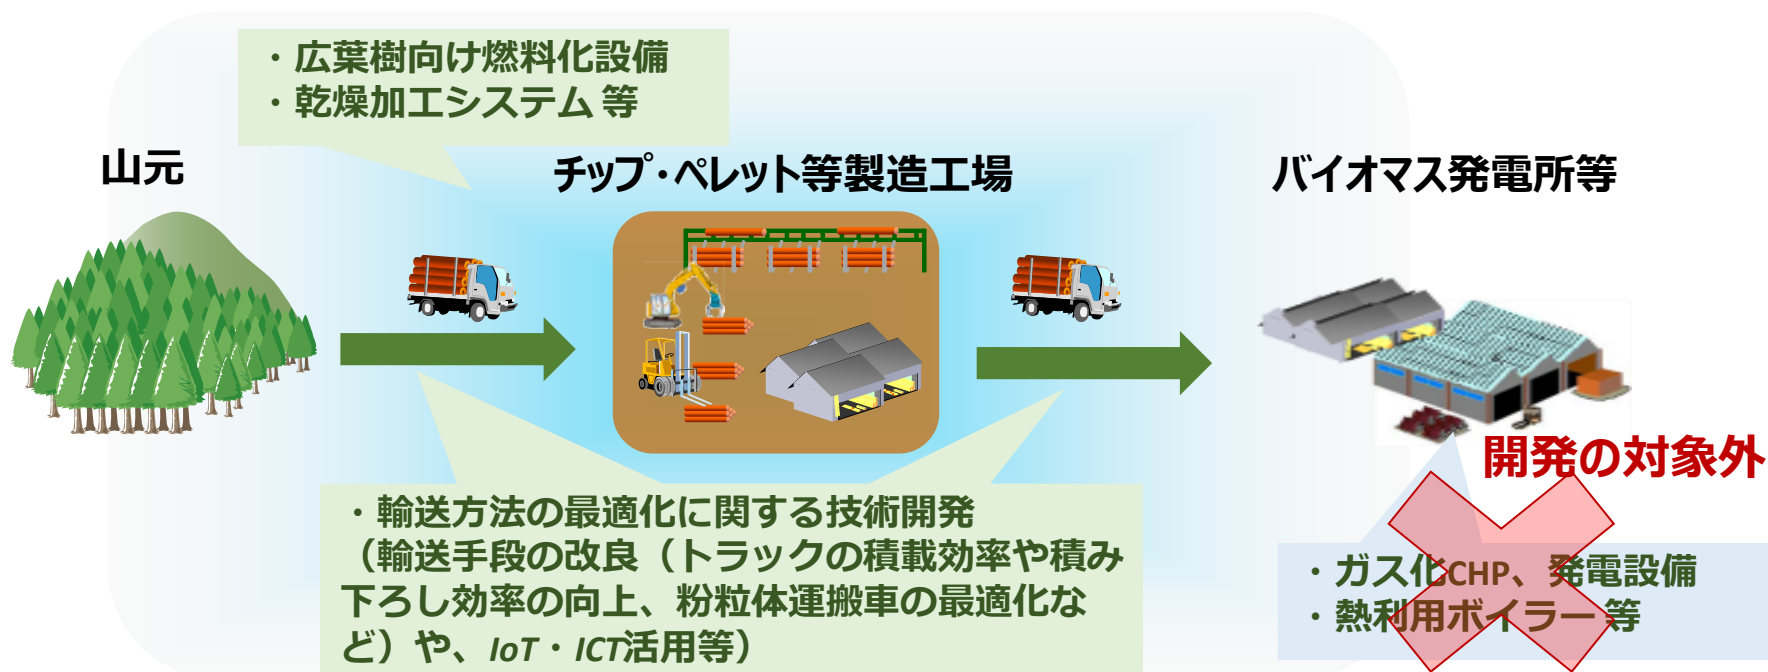 ・広葉樹向け燃料化設備
・乾燥加工システム 等
山元
チップ・ペレット等製造工場
バイオマス発電所等
開発の対象外
・輸送方法の最適化に関する技術開発
（輸送手段の改良（トラックの積載効率や積み
下ろし効率の向上、粉粒体運搬車の最適化な
ど）や、IoT・ICT活用等）
・ガス化CHP、発電設備
・熱利用ボイラー 等